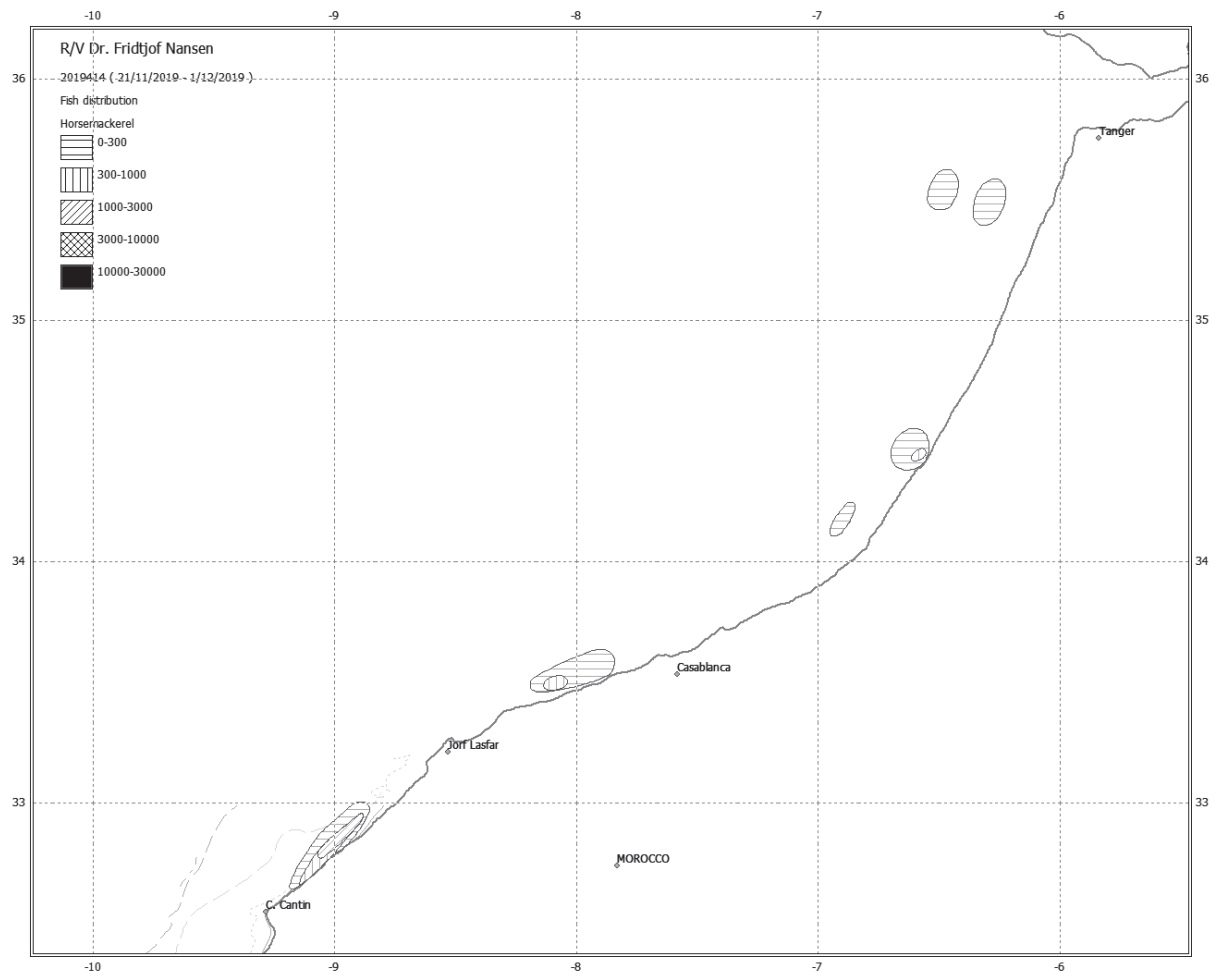 -10 -9 -8 -7 -6
R/V Dr. Fridtjof Nansen
36 2019414 ( 21/11/2019 - 1/12/2019 ) 36
Fish distribution
Horsemackerel
0-300
300-1000
1000-3000
3000-10000
10000-30000
Tanger
35 35
34 34
Casablanca
Jorf Lasfar
33 33
MOROCCO
C. Cantin
-10 -9 -8 -7 -6